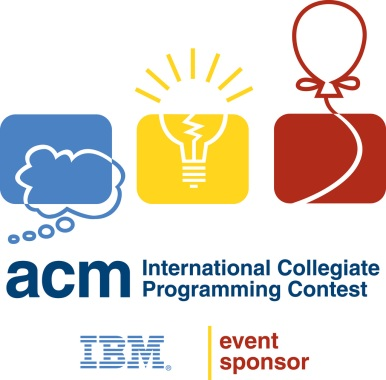 acm International Collegiate
Programming Contest
IBM® event
sponsor